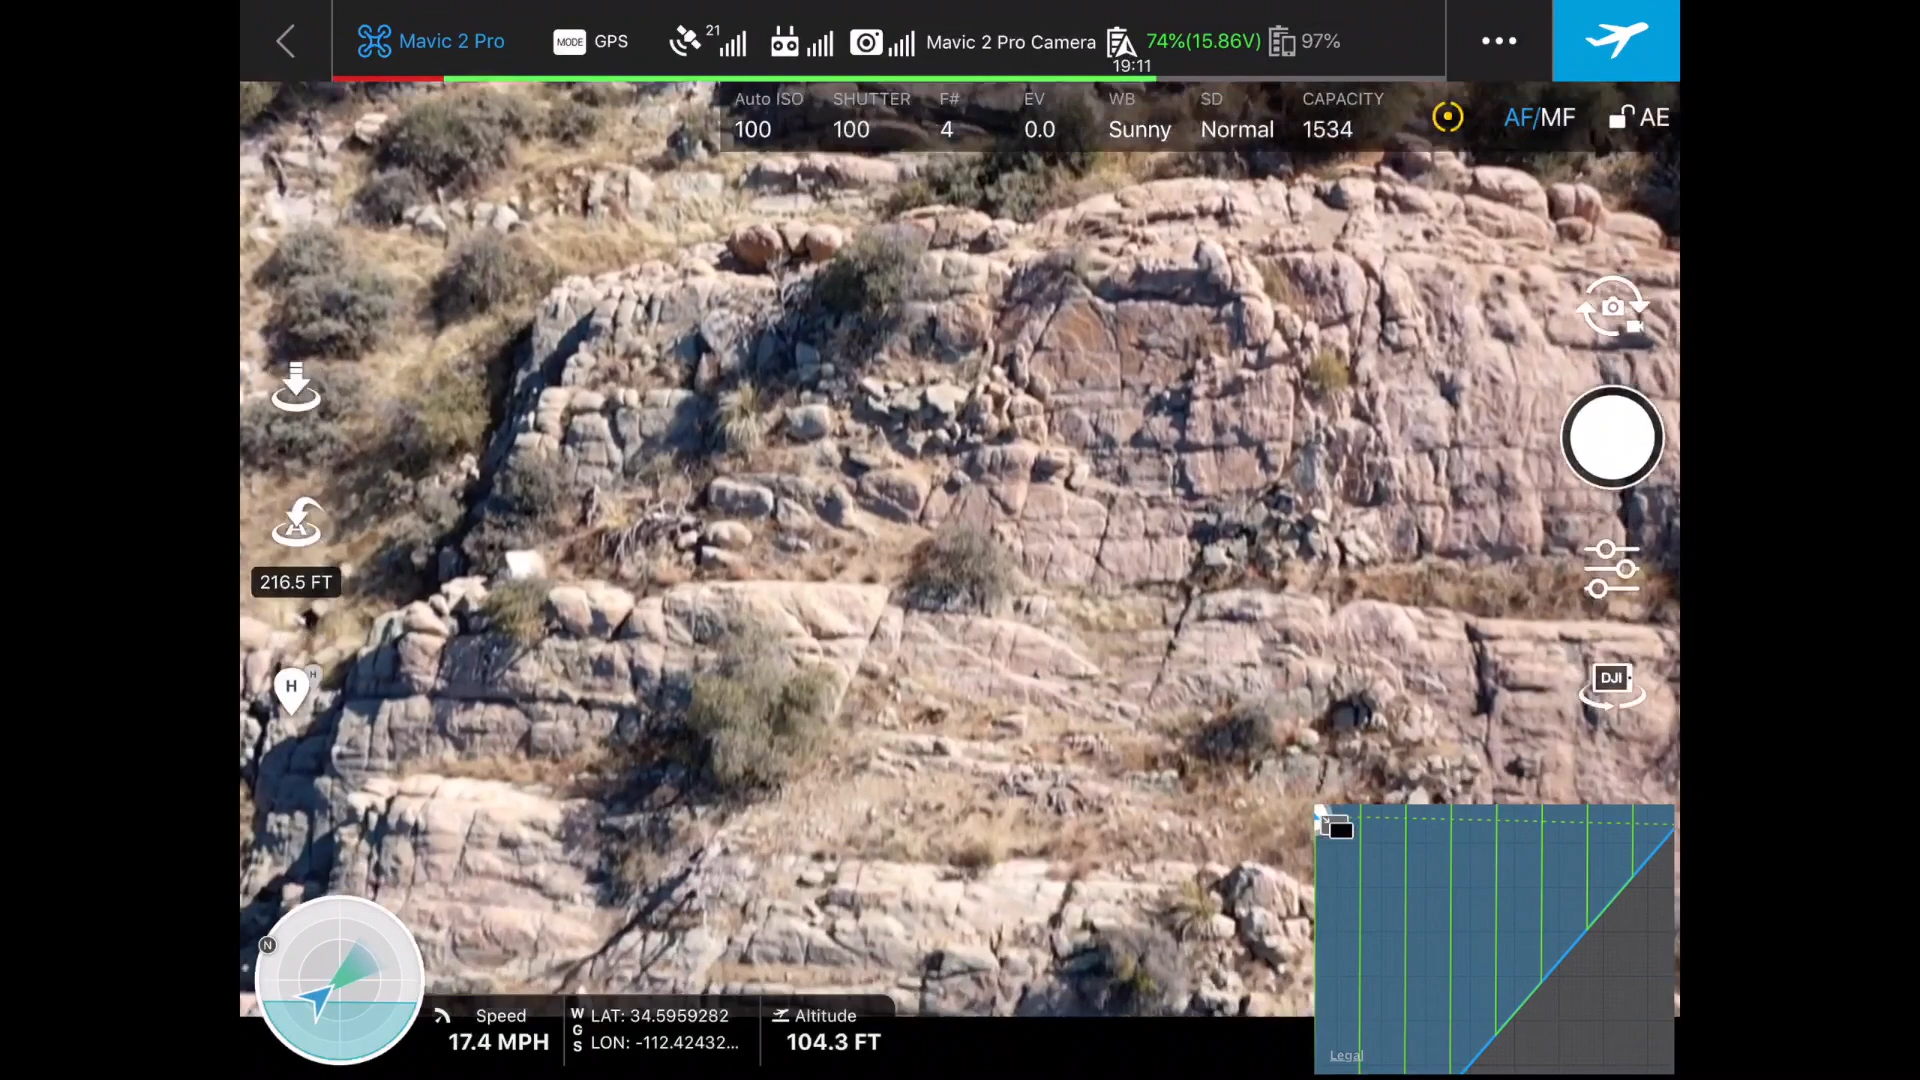 Mavic 2 Pro
MODE GPS
21
Mavic 2 Pro Camera
74%(15.86V)
97%
19:11
Auto ISO SHUTTER F# EV WB SD CAPACITY
100 100 4 0.0 Sunny Normal 1534
AF/MF
AE
216.5 FT
H
H
DJI
N
Speed
17.4 MPH
WGS
LAT: 34.5959282
LON: -112.42432...
Altitude
104.3 FT
Legal